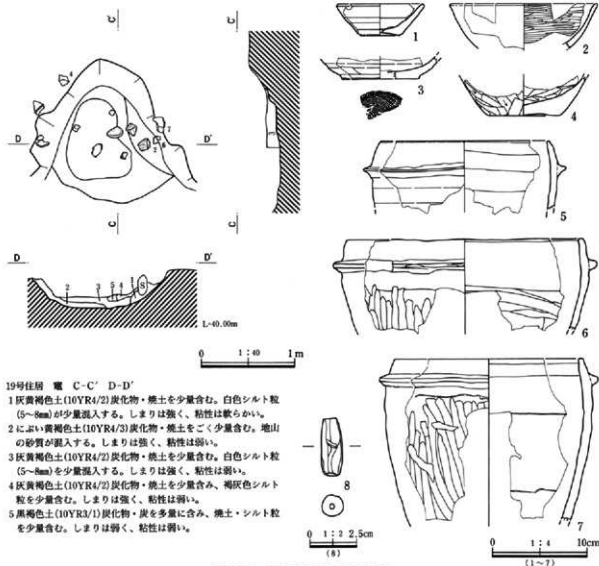 C
C'
1
2
3
4
D
D'
4
7
2
6
5
C
C'
C
D
D'
2 3 5 4 1 8
L=40.00m
6
0 1:40 1m
19号住居 竈 C-C' D-D'
1 灰黄褐色土(10YR4/2)炭化物・焼土を少量含む。白色シルト粒
(5~8mm)が少量混入する。しまりは強く、粘性は軟らかい。
2 にぶい黄褐色土(10YR4/3)炭化物・焼土をごく少量含む。地山
の砂質が混入する。しまりは強く、粘性は弱い。
3 灰黄褐色土(10YR4/2)炭化物・焼土を少量含む。白色シルト粒
(5~8mm)を少量混入する。しまりは強く、粘性は弱い。
4 灰黄褐色土(10YR4/2)炭化物・焼土を少量含み、褐灰色シルト
粒を少量含む。しまりは強く、粘性は弱い。
5 黒褐色土(10YR3/1)炭化物・炭を多量に含み、焼土・シルト粒
を少量含む。しまりは弱く、粘性は弱い。
8
0 1:2 2.5cm
(8)
7
0 1:4 10cm
(1~7)